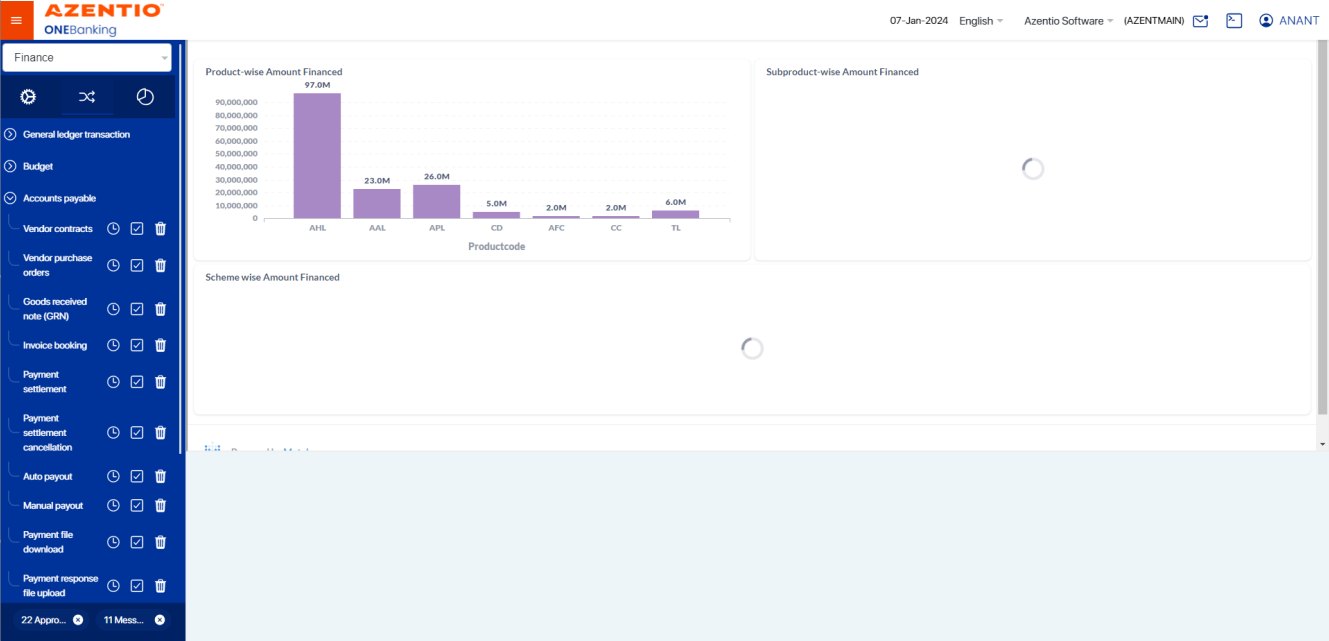 AZENTIO
ONEBanking
07-Jan-2024 English Azentio Software (AZENTMAIN) ANANT
Finance
General ledger transaction
Budget
Accounts payable
Vendor contracts
Vendor purchase
orders
Goods received
note (GRN)
Invoice booking
Payment
settlement
Payment
settlement
cancellation
Auto payout
Manual payout
Payment file
download
Payment response
file upload
22 Appro...
11 Mess...
Product-wise Amount Financed
97.0M
90,000,000
80,000,000
70,000,000
60,000,000
50,000,000
40,000,000
30,000,000
20,000,000
10,000,000
0
23.0M
26.0M
5.0M
2.0M
2.0M
6.0M
AHL AAL APL CD AFC CC TL
Productcode
Subproduct-wise Amount Financed
Scheme wise Amount Financed